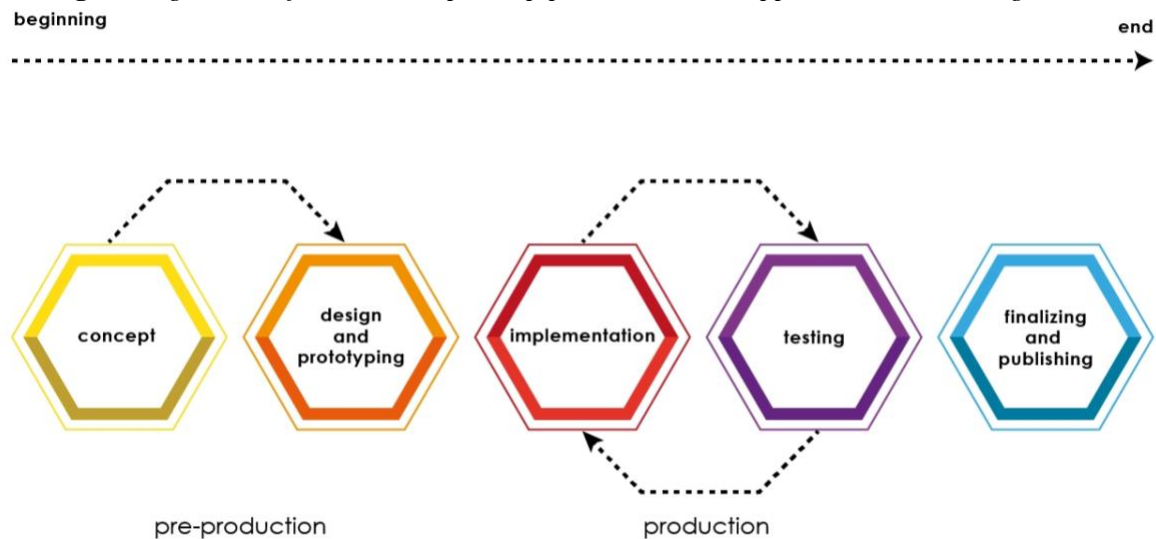 beginning
end
concept
design
and
prototyping
implementation
testing
finalizing
and
publishing
pre-production
production